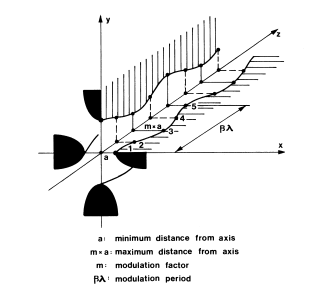 y
z
m×a
5
4
3
βλ
x
a
1
2
a: minimum distance from axis
m×a: maximum distance from axis
m: modulation factor
βλ: modulation period